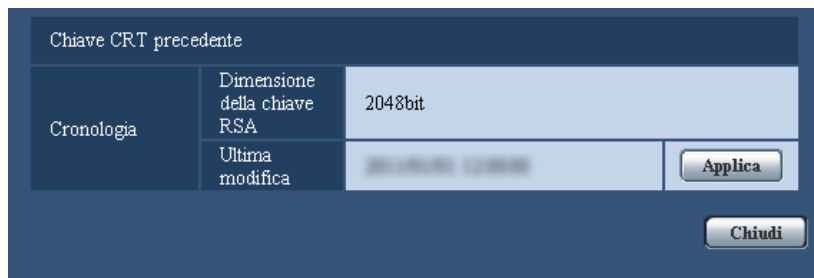 Chiave CRT precedente
Cronologia
Dimensione
della chiave
RSA
2048bit
Ultima
modifica
Applica
Chiudi